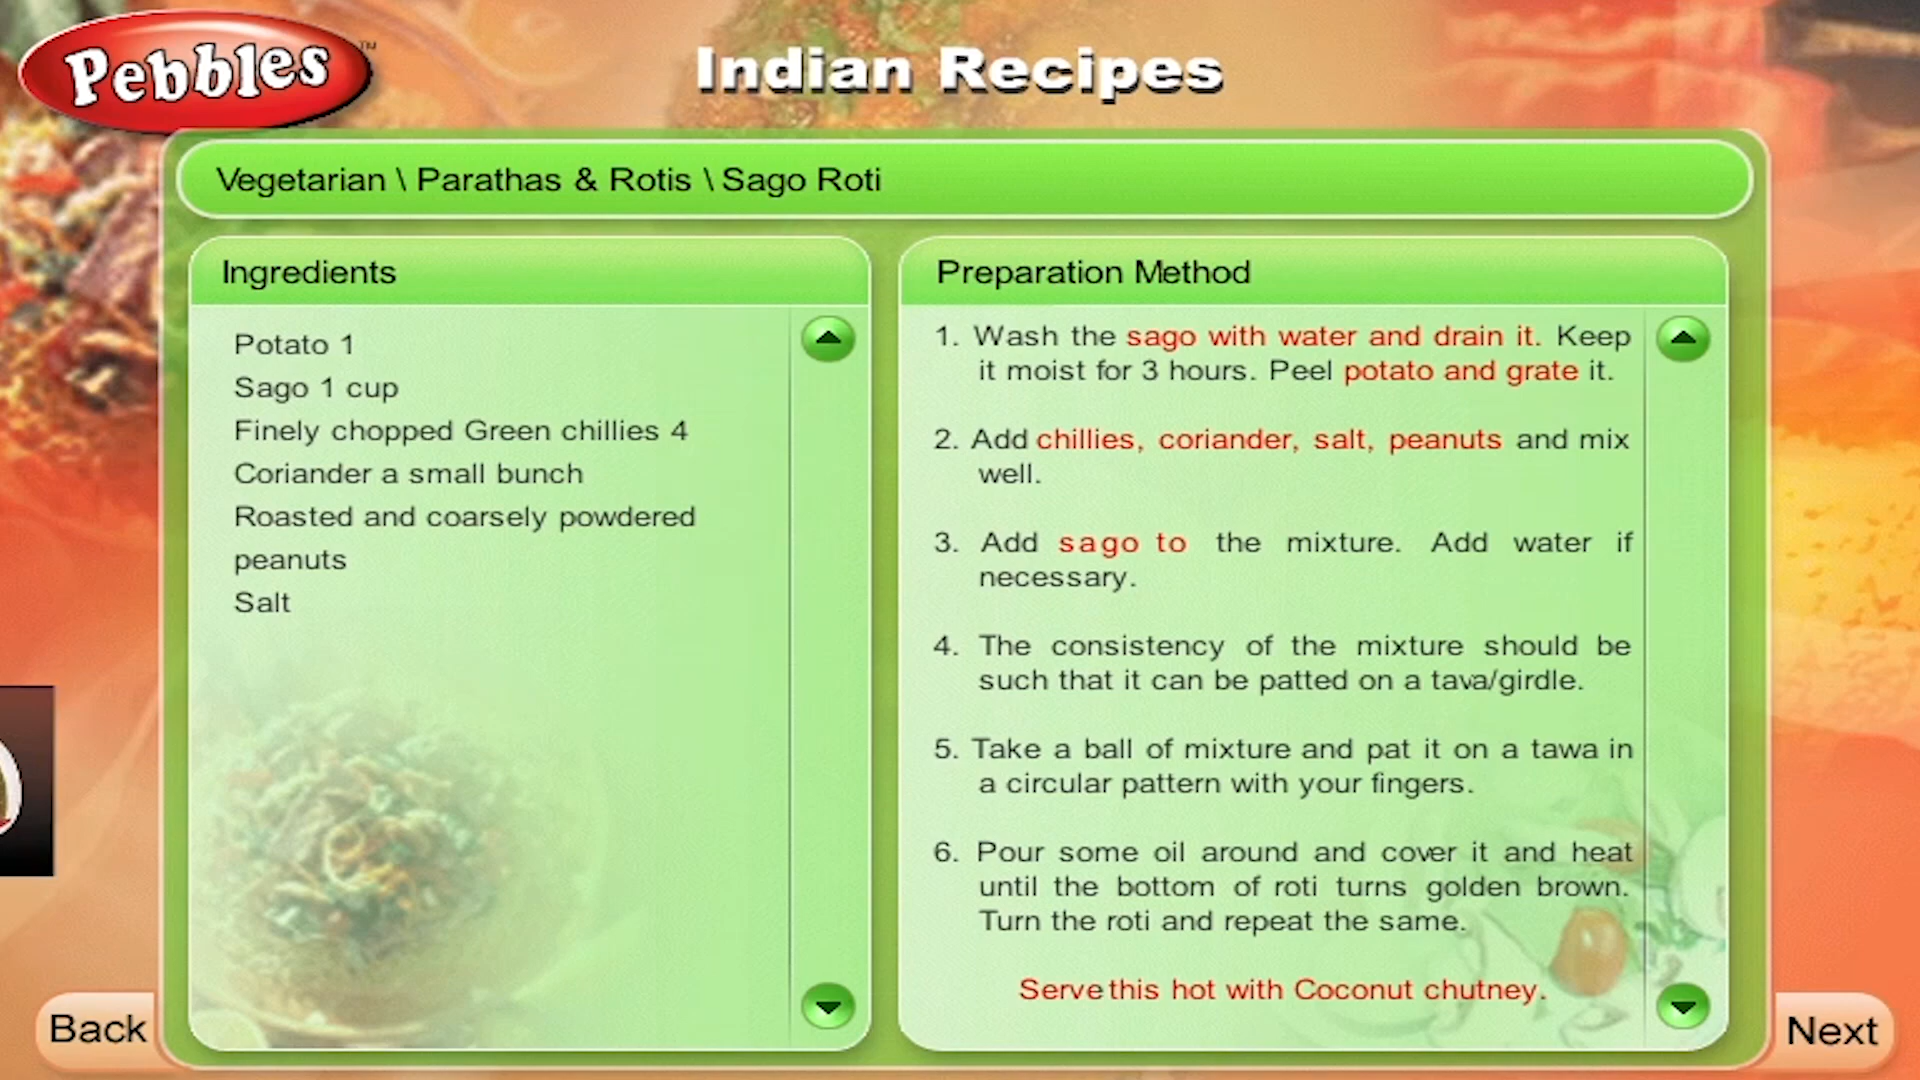 Pebbles™
Indian Recipes
Vegetarian \ Parathas & Rotis \ Sago Roti
Ingredients
Potato 1
Sago 1 cup
Finely chopped Green chillies 4
Coriander a small bunch
Roasted and coarsely powdered
peanuts
Salt
Preparation Method
1. Wash the sago with water and drain it. Keep
it moist for 3 hours. Peel potato and grate it.
2. Add chillies, coriander, salt, peanuts and mix
well.
3. Add sago to the mixture. Add water if
necessary.
4. The consistency of the mixture should be
such that it can be patted on a tava/girdle.
5. Take a ball of mixture and pat it on a tawa in
a circular pattern with your fingers.
6. Pour some oil around and cover it and heat
until the bottom of roti turns golden brown.
Turn the roti and repeat the same.
Serve this hot with Coconut chutney.
Back
Next